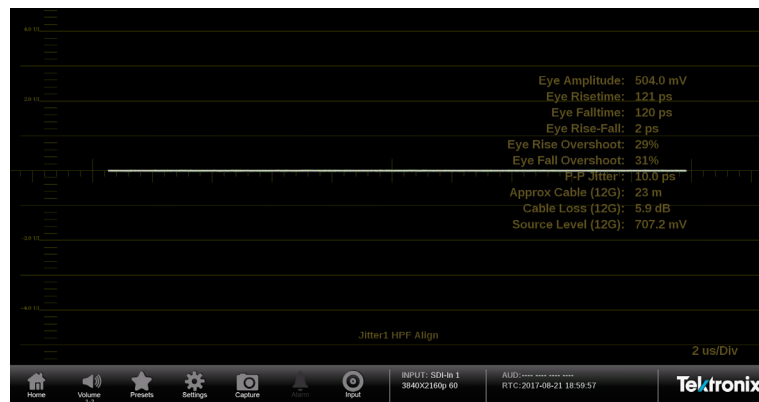 Eye Amplitude: 504.0 mV
Eye Risetime: 121 ps
Eye Falltime: 120 ps
Eye Rise-Fall: 2 ps
Eye Rise Overshoot: 29%
Eye Fall Overshoot: 31%
P-P Jitter : 10.0 ps
Approx Cable (12G): 23 m
Cable Loss (12G): 5.9 dB
Source Level (12G): 707.2 mV
Jitter1 HPF Align
2 us/Div
Home
Volume
1-2
Presets
Settings
Capture
Alarm
Input
INPUT: SDI-In 1
3840X2160p 60
AUD:---- ---- ---- ----
RTC:2017-08-21 18:59:57
Tektronix